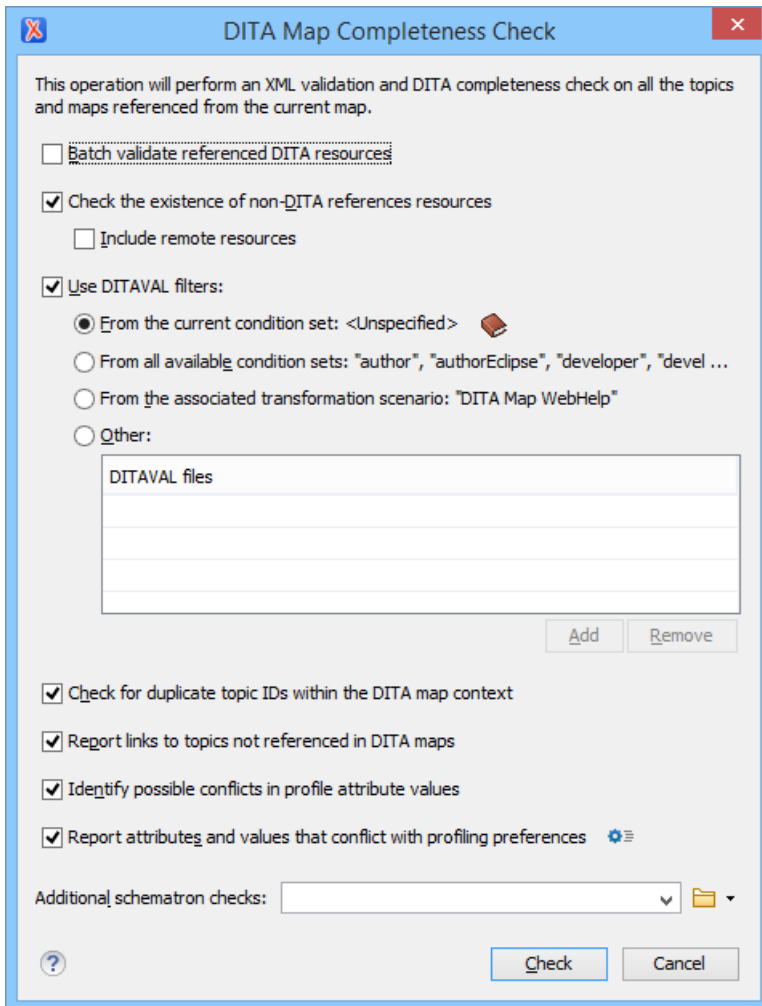 DITA Map Completeness Check
This operation will perform an XML validation and DITA completeness check on all the topics
and maps referenced from the current map.
Batch validate referenced DITA resources
Check the existence of non-DITA references resources
Include remote resources
Use DITAVAL filters:
From the current condition set: <Unspecified>
From all available condition sets: "author", "authorEclipse", "developer", "devel ...
From the associated transformation scenario: "DITA Map WebHelp"
Other:
DITAVAL files
Add Remove
Check for duplicate topic IDs within the DITA map context
Report links to topics not referenced in DITA maps
Identify possible conflicts in profile attribute values
Report attributes and values that conflict with profiling preferences
Additional schematron checks:
? Check Cancel